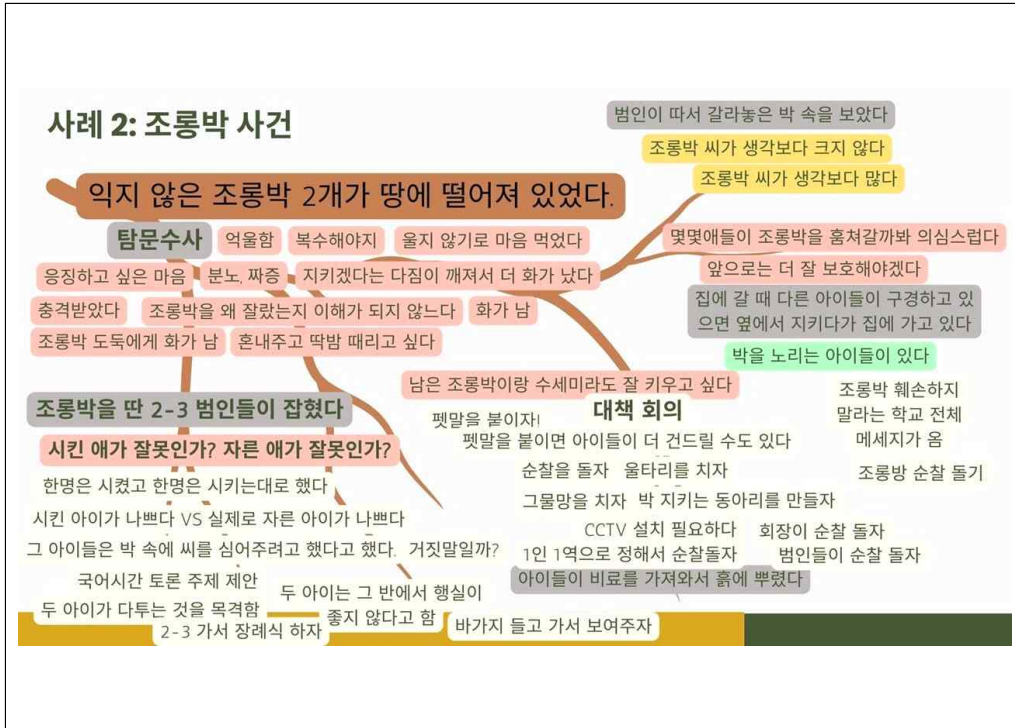 사례 2: 조롱박 사건
범인이 따서 갈라놓은 박 속을 보았다
조롱박 씨가 생각보다 크지 않다
조롱박 씨가 생각보다 많다
익지 않은 조롱박 2개가 땅에 떨어져 있었다.
탐문수사 억울함 복수해야지 울지 않기로 마음 먹었다
몇몇애들이 조롱박을 훔쳐갈까봐 의심스럽다
응징하고 싶은 마음 분노, 짜증 지키겠다는 다짐이 깨져서 더 화가 났다
앞으로는 더 잘 보호해야겠다
충격받았다 조롱박을 왜 잘랐는지 이해가 되지 않느다 화가 남
집에 갈 때 다른 아이들이 구경하고 있
으면 옆에서 지키다가 집에 가고 있다
조롱박 도둑에게 화가 남 혼내주고 딱밤 때리고 싶다
박을 노리는 아이들이 있다
남은 조롱박이랑 수세미라도 잘 키우고 싶다
조롱박을 딴 2-3 범인들이 잡혔다
시킨 애가 잘못인가? 자른 애가 잘못인가?
한명은 시켰고 한명은 시키는대로 했다
시킨 아이가 나쁘다 VS 실제로 자른 아이가 나쁘다
그 아이들은 박 속에 씨를 심어주려고 했다고 했다. 거짓말일까?
국어시간 토론 주제 제안
두 아이는 그 반에서 행실이
좋지 않다고 함
두 아이가 다투는 것을 목격함
2-3 가서 장례식 하자
바가지 들고 가서 보여주자
대책 회의
펫말을 붙이자!
펫말을 붙이면 아이들이 더 건드릴 수도 있다
순찰을 돌자 울타리를 치자
그물망을 치자 박 지키는 동아리를 만들자
CCTV 설치 필요하다 회장이 순찰 돌자
1인 1역으로 정해서 순찰돌자 범인들이 순찰 돌자
아이들이 비료를 가져와서 흙에 뿌렸다
조롱박 훼손하지
말라는 학교 전체
메세지가 옴
조롱방 순찰 돌기